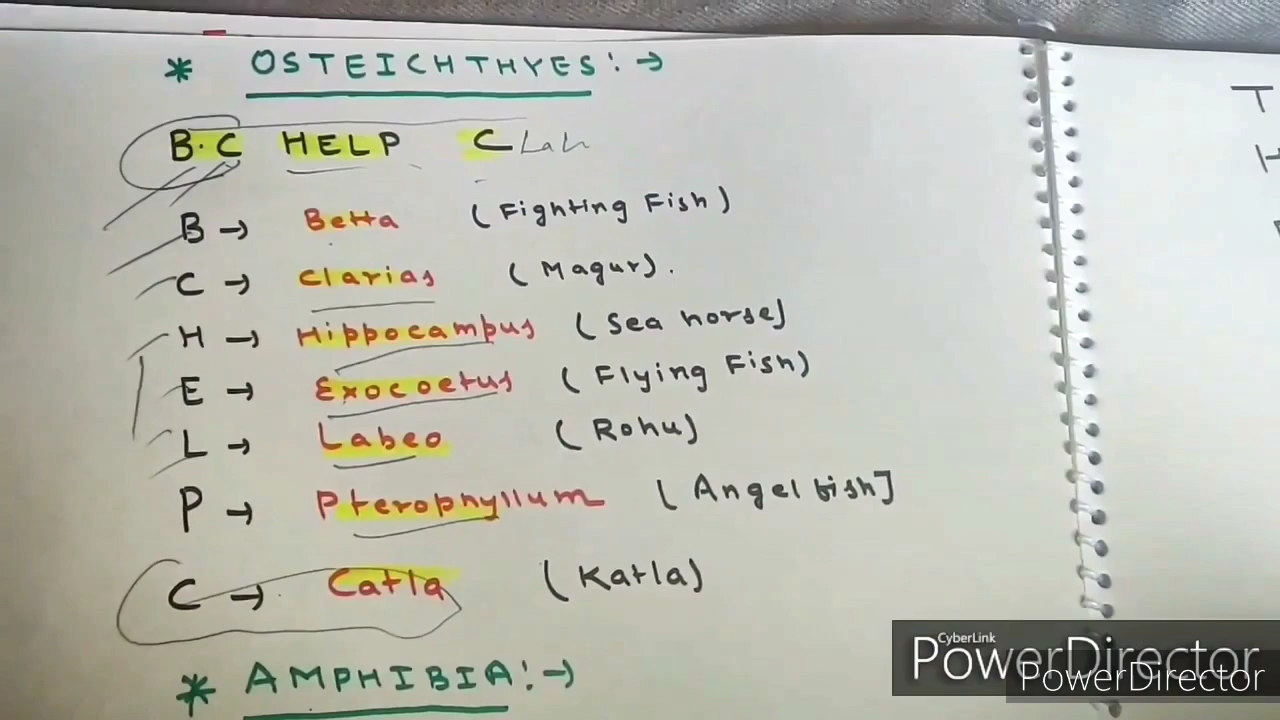 * OSTEICHTHYES:→
B.C HELP C
B → Betta (Fighting Fish)
C → Clarias (Magur).
H → Hippocampus (Sea horse]
E → Exocoetus (Flying Fish)
L → Labeo (Rohu)
P → Pterophyllum (Angel fish]
C → Catla (Katla)
* AMPHIBIA:→
T
H
CyberLink
PowerDirector
PowerDirector